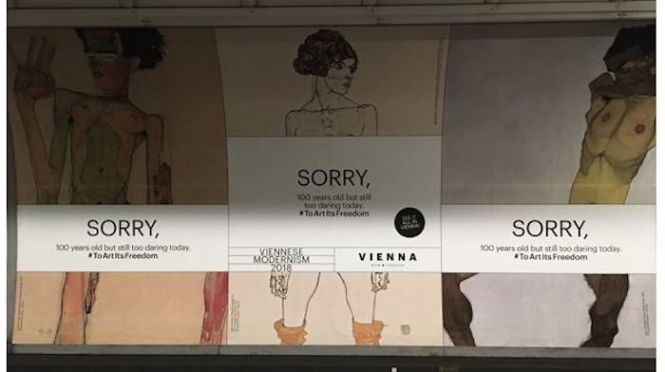 SORRY,
100 years old but still too daring today.
#ToArtItsFreedom
SORRY,
100 years old but still
too daring today.
#ToArtItsFreedom
SEE IT
ALL IN
VIENNA!
VIENNESE
MODERNISM
2018
VIENNA
SORRY,
100 years old but still too daring today.
#ToArtItsFreedom